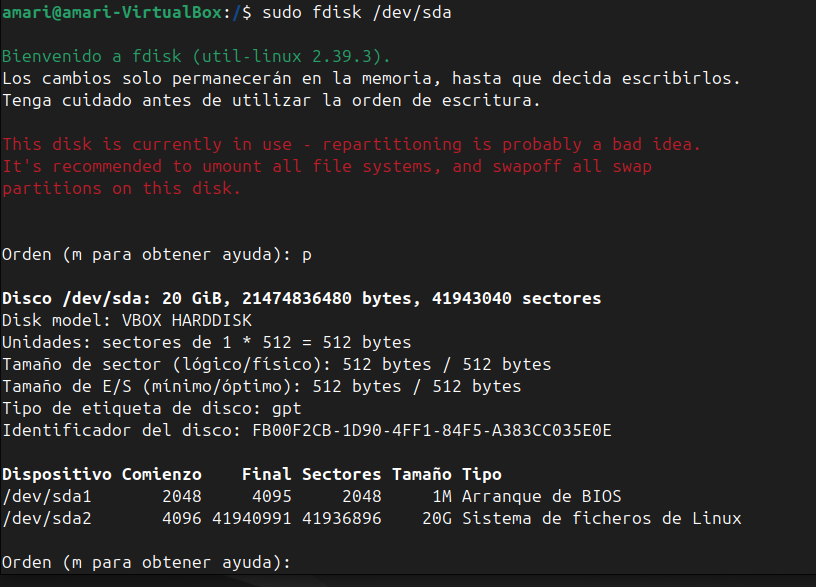 amari@amari-VirtualBox:/$ sudo fdisk /dev/sda
Bienvenido a fdisk (util-linux 2.39.3).
Los cambios solo permanecerán en la memoria, hasta que decida escribirlos.
Tenga cuidado antes de utilizar la orden de escritura.
This disk is currently in use - repartitioning is probably a bad idea.
It's recommended to umount all file systems, and swapoff all swap
partitions on this disk.
Orden (m para obtener ayuda): p
Disco /dev/sda: 20 GiB, 21474836480 bytes, 41943040 sectores
Disk model: VBOX HARDDISK
Unidades: sectores de 1 * 512 = 512 bytes
Tamaño de sector (lógico/físico): 512 bytes / 512 bytes
Tamaño de E/S (mínimo/óptimo): 512 bytes / 512 bytes
Tipo de etiqueta de disco: gpt
Identificador del disco: FB00F2CB-1D90-4FF1-84F5-A383CC035E0E
Dispositivo Comienzo    Final Sectores Tamaño Tipo
/dev/sda1       2048     4095     2048     1M Arranque de BIOS
/dev/sda2       4096 41940991 41936896    20G Sistema de ficheros de Linux
Orden (m para obtener ayuda):